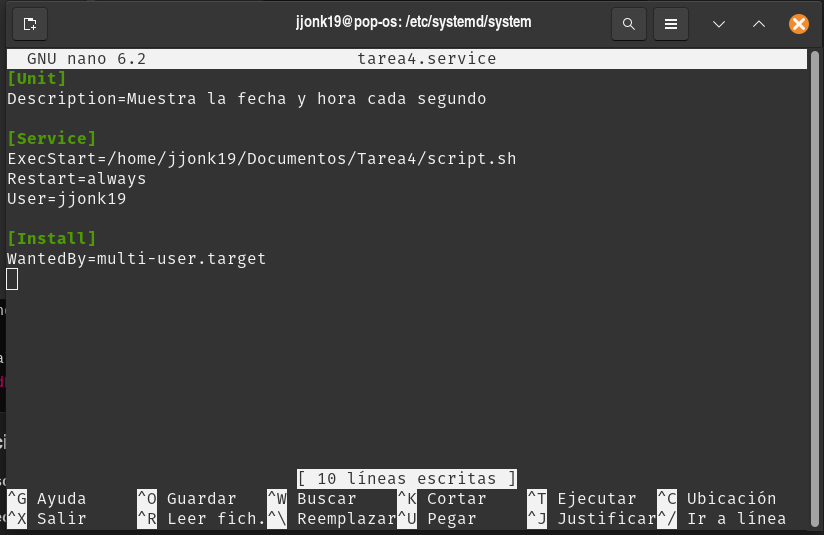 jjonk19@pop-os: /etc/systemd/system
GNU nano 6.2 tarea4.service
[Unit]
Description=Muestra la fecha y hora cada segundo
[Service]
ExecStart=/home/jjonk19/Documentos/Tarea4/script.sh
Restart=always
User=jjonk19
[Install]
WantedBy=multi-user.target
[ 10 líneas escritas ]
^G Ayuda ^O Guardar ^W Buscar ^K Cortar ^T Ejecutar ^C Ubicación
^X Salir ^R Leer fich. ^\ Reemplazar ^U Pegar ^J Justificar ^/ Ir a línea